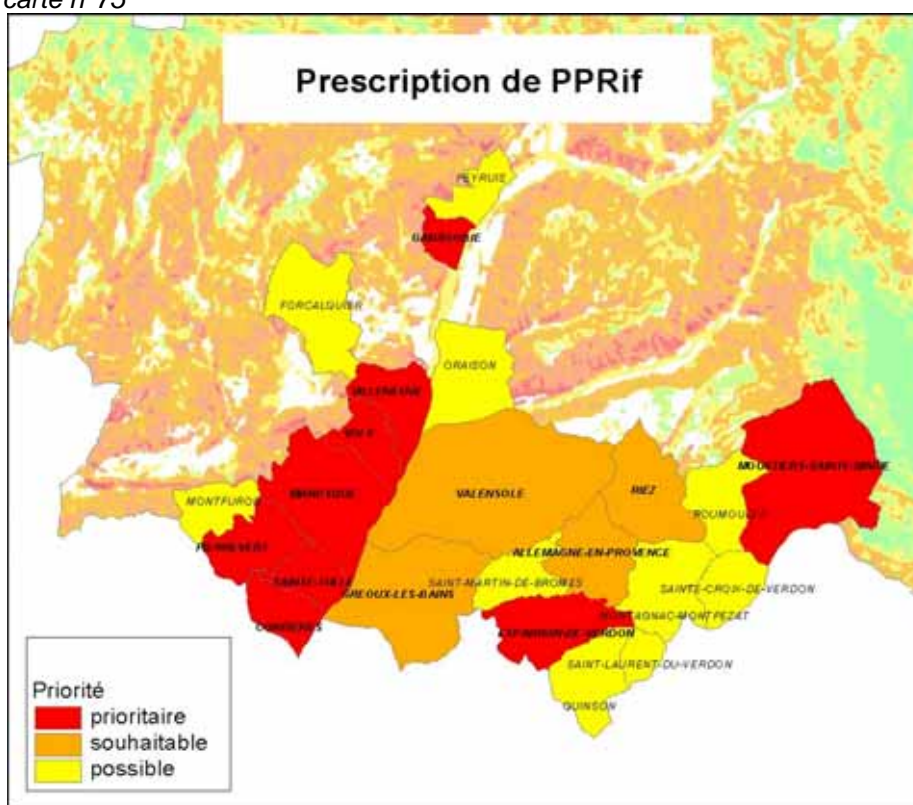 carte n°75
Prescription de PPRif
PEYRUIS
GANAGOBIE
FORCALQUIER
ORAISON
VILLENEUVE
VOLX
MOUSTIERS-SAINTE-MARIE
MANOSQUE
VALENSOLE
RIEZ
MONTFURON
ROUMOULES
PIERREVERT
ALLEMAGNE-EN-PROVENCE
SAINTE-TULLE
SAINT-MARTIN-DE-BROMES
SAINTE-CROIX-DE-VERDON
GREOUX-LES-BAINS
MONTAGNAC-MONTPEZAT
CORBIERES
ESPARRON-DE-VERDON
SAINT-LAURENT-DU-VERDON
QUINSON
Priorité
prioritaire
souhaitable
possible